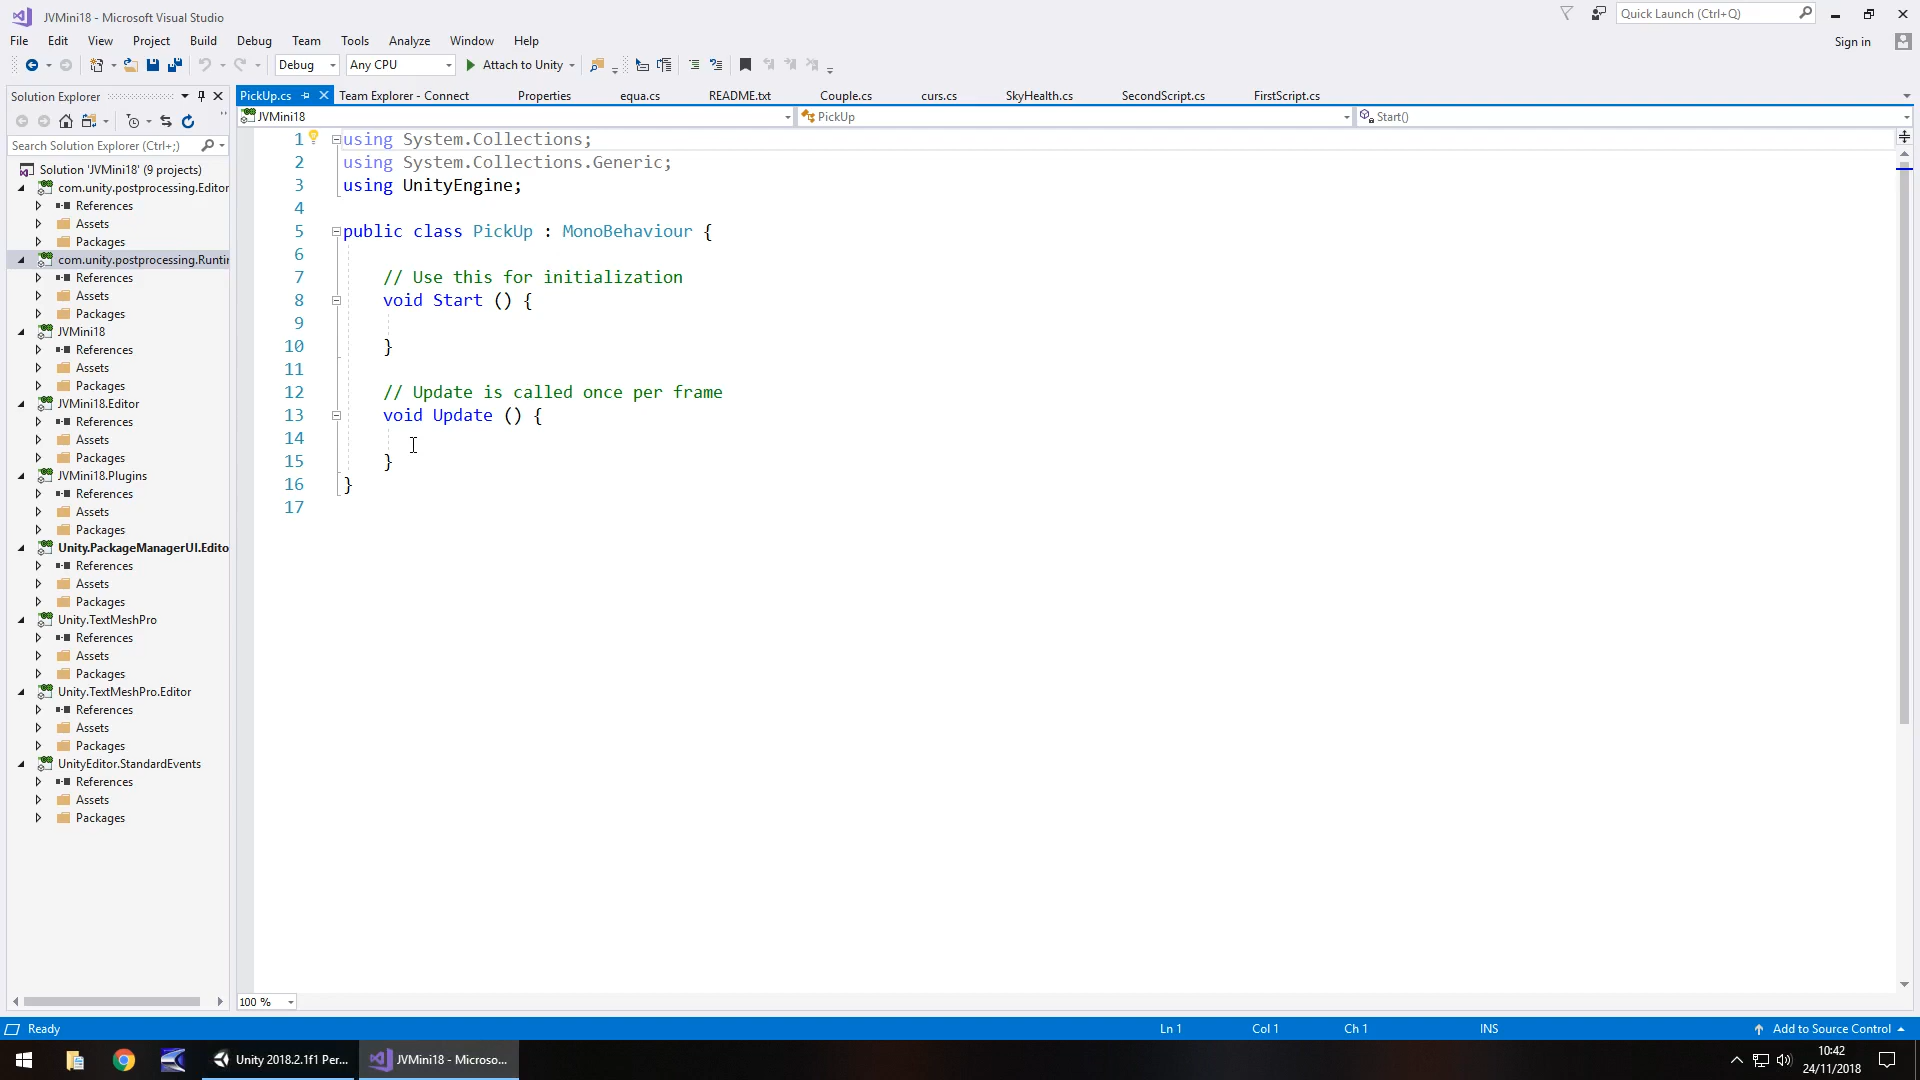 JVMini18 - Microsoft Visual Studio
Quick Launch (Ctrl+Q)
File Edit View Project Build Debug Team Tools Analyze Window Help
Sign in
Debug Any CPU Attach to Unity
Solution Explorer
PickUp.cs Team Explorer - Connect Properties equa.cs README.txt Couple.cs curs.cs SkyHealth.cs SecondScript.cs FirstScript.cs
JVMini18 PickUp Start()
Search Solution Explorer (Ctrl+;)
Solution 'JVMini18' (9 projects)
com.unity.postprocessing.Editor
References
Assets
Packages
com.unity.postprocessing.Runtir
References
Assets
Packages
JVMini18
References
Assets
Packages
JVMini18.Editor
References
Assets
Packages
JVMini18.Plugins
References
Assets
Packages
Unity.PackageManagerUI.Edito
References
Assets
Packages
Unity.TextMeshPro
References
Assets
Packages
Unity.TextMeshPro.Editor
References
Assets
Packages
UnityEditor.StandardEvents
References
Assets
Packages
1 using System.Collections;
2 using System.Collections.Generic;
3 using UnityEngine;
4
5 public class PickUp : MonoBehaviour {
6
7 // Use this for initialization
8 void Start () {
9
10 }
11
12 // Update is called once per frame
13 void Update () {
14
15 }
16 }
17
100 %
Ready Ln 1 Col 1 Ch 1 INS Add to Source Control
Unity 2018.2.1f1 Per... JVMini18 - Microso...
10:42
24/11/2018